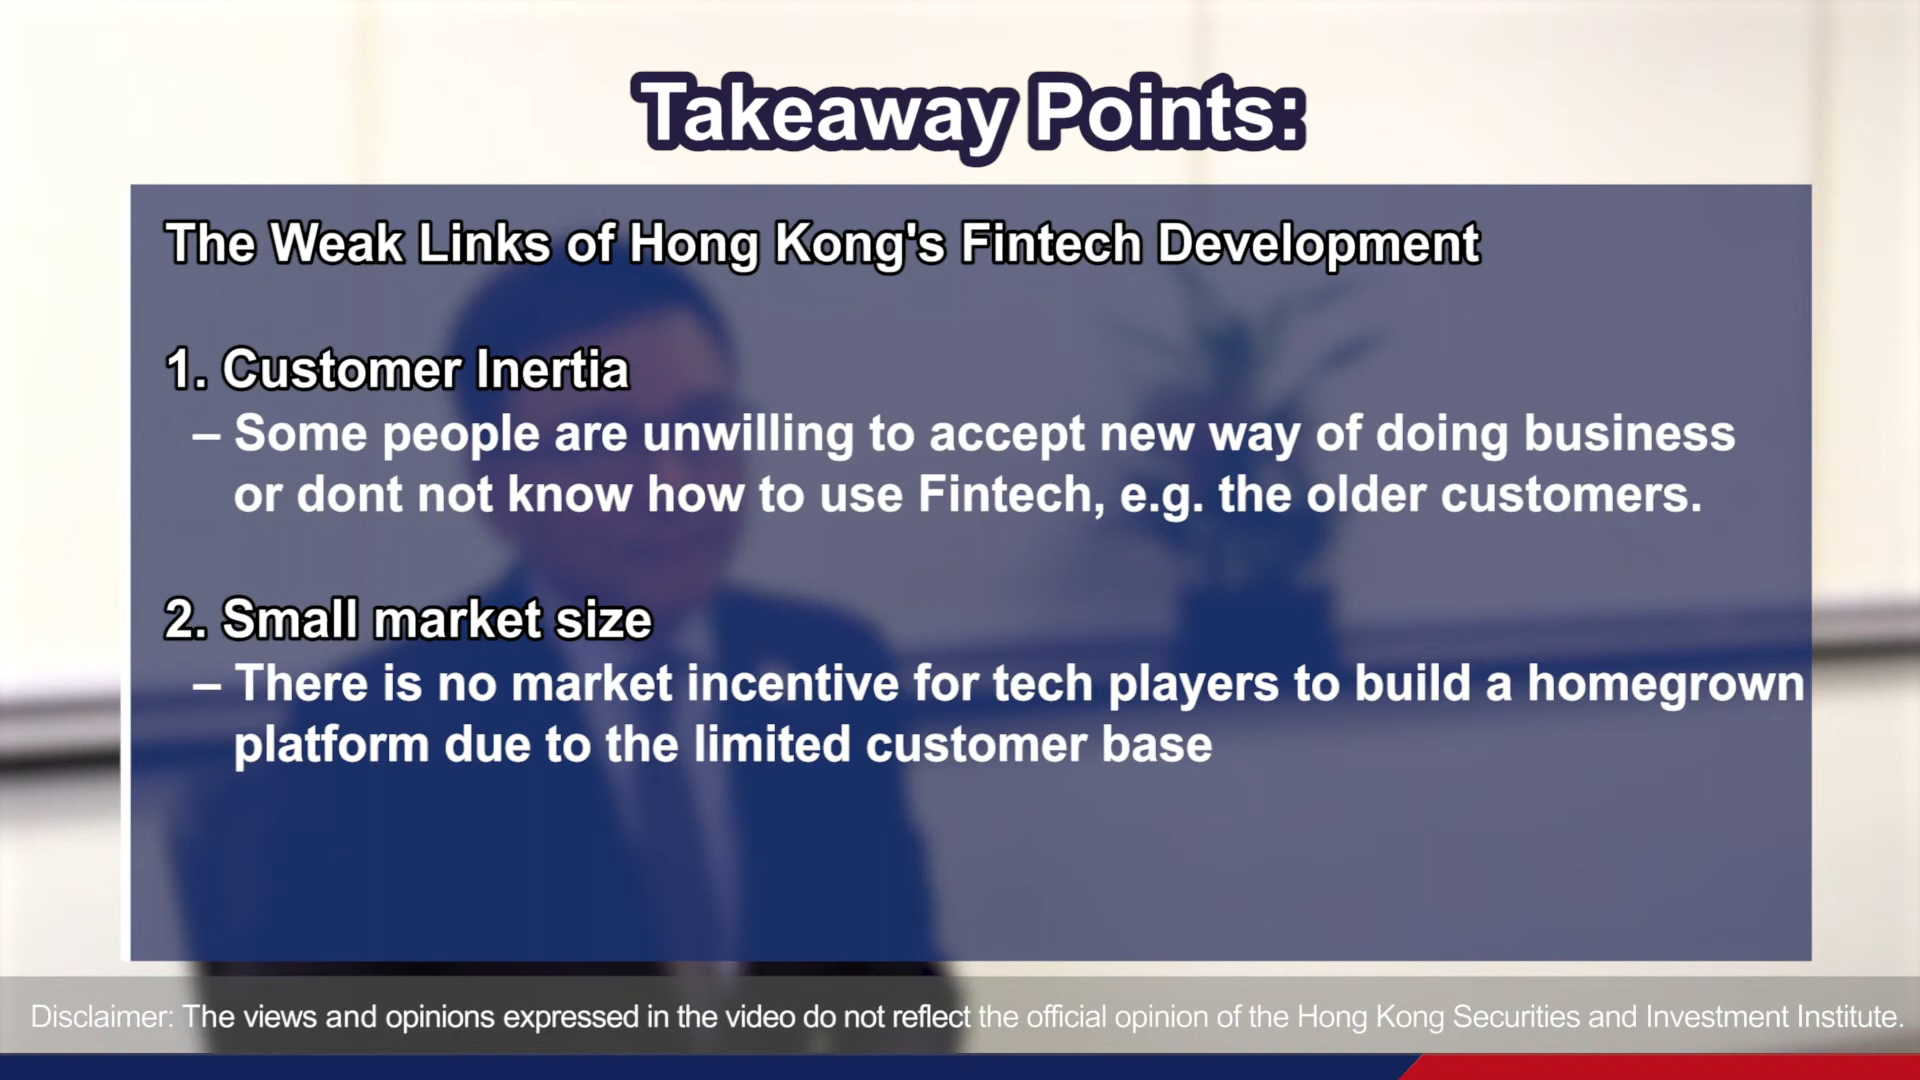 Takeaway Points:
The Weak Links of Hong Kong's Fintech Development
1. Customer Inertia
– Some people are unwilling to accept new way of doing business
or dont not know how to use Fintech, e.g. the older customers.
2. Small market size
– There is no market incentive for tech players to build a homegrown
platform due to the limited customer base
Disclaimer: The views and opinions expressed in the video do not reflect the official opinion of the Hong Kong Securities and Investment Institute.